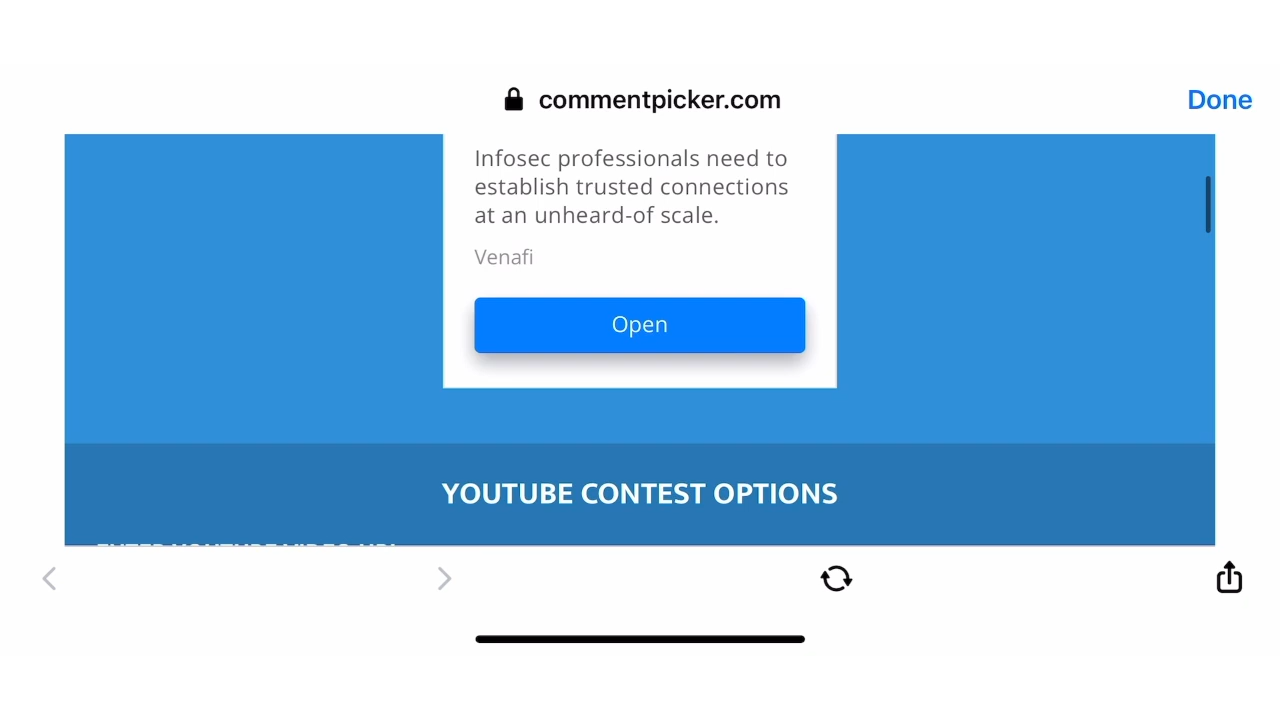 commentpicker.com
Done
Infosec professionals need to
establish trusted connections
at an unheard-of scale.
Venafi
Open
YOUTUBE CONTEST OPTIONS